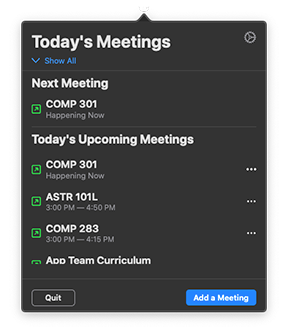 Today's Meetings
Show All
Next Meeting
COMP 301
Happening Now
Today's Upcoming Meetings
COMP 301
Happening Now
ASTR 101L
3:00 PM — 4:50 PM
COMP 283
3:00 PM — 4:15 PM
App Team Curriculum
Quit
Add a Meeting